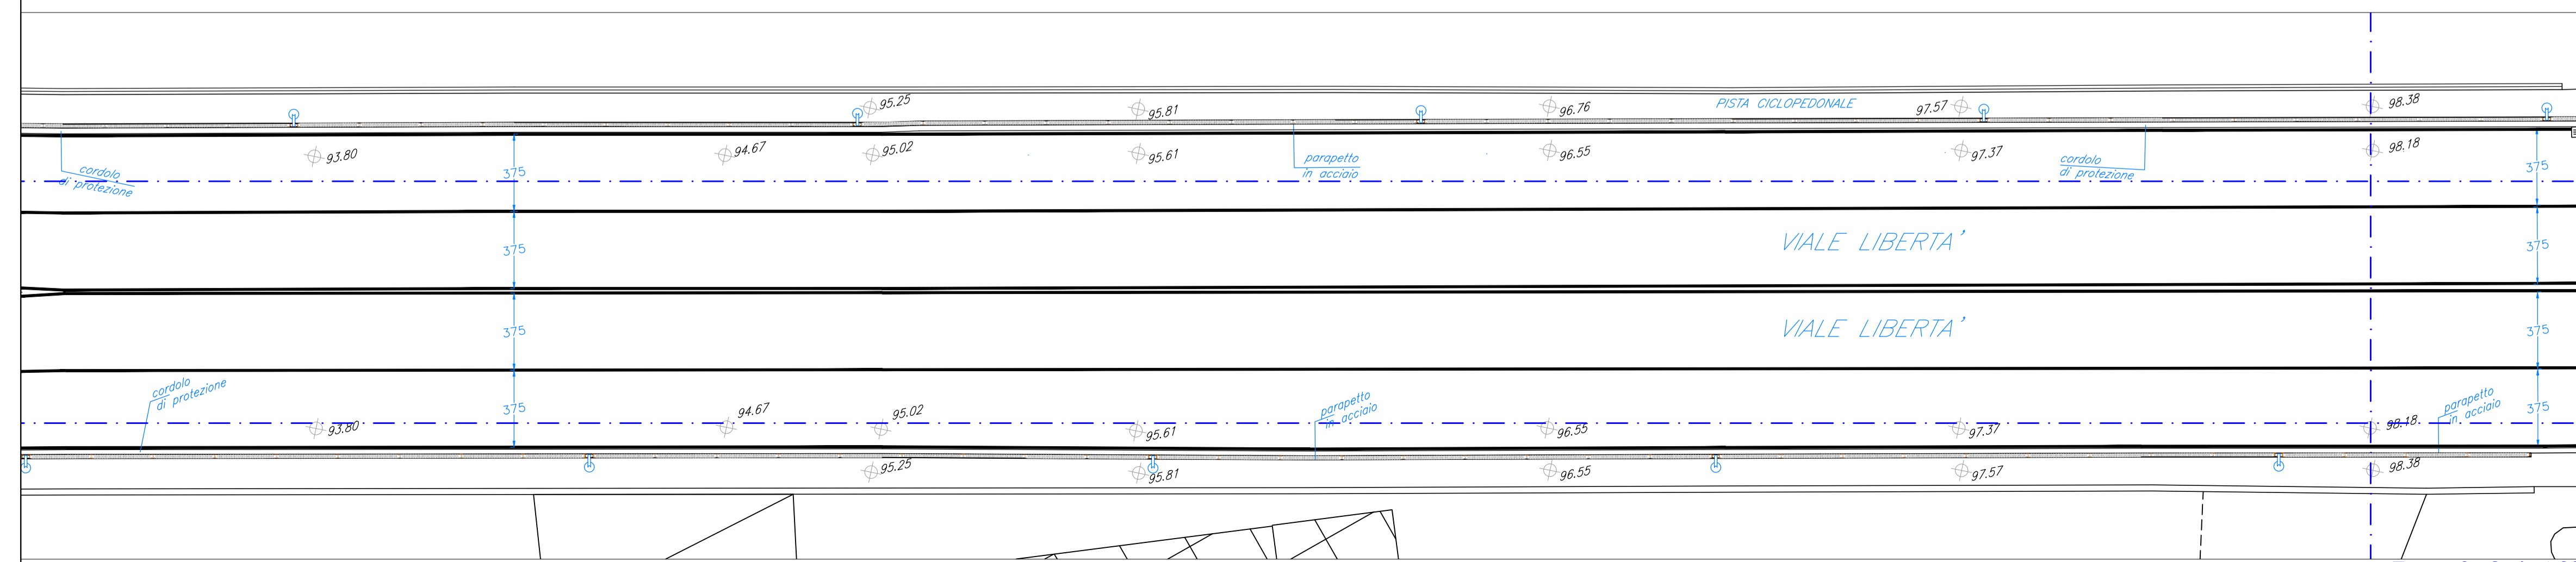 95.25
95.81
96.76
PISTA CICLOPEDONALE
97.57
98.38
93.80
94.67
95.02
95.61
96.55
97.37
98.18
cordolo
di protezione
375
parapetto
in acciaio
cordolo
di protezione
375
375
VIALE LIBERTA'
375
375
VIALE LIBERTA'
375
cordolo
di protezione
375
parapetto
in acciaio
parapetto
in acciaio
375
93.80
94.67
95.02
95.61
96.55
97.37
98.18
95.25
95.81
96.55
97.57
98.38